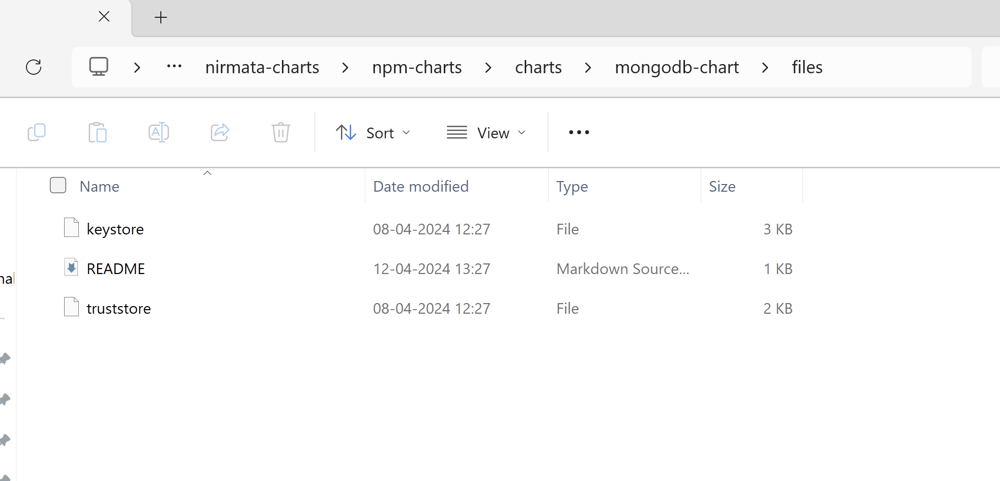 nirmata-charts > npm-charts > charts > mongodb-chart > files
Sort View
Name Date modified Type Size
keystore 08-04-2024 12:27 File 3 KB
README 12-04-2024 13:27 Markdown Source... 1 KB
nal
truststore 08-04-2024 12:27 File 2 KB